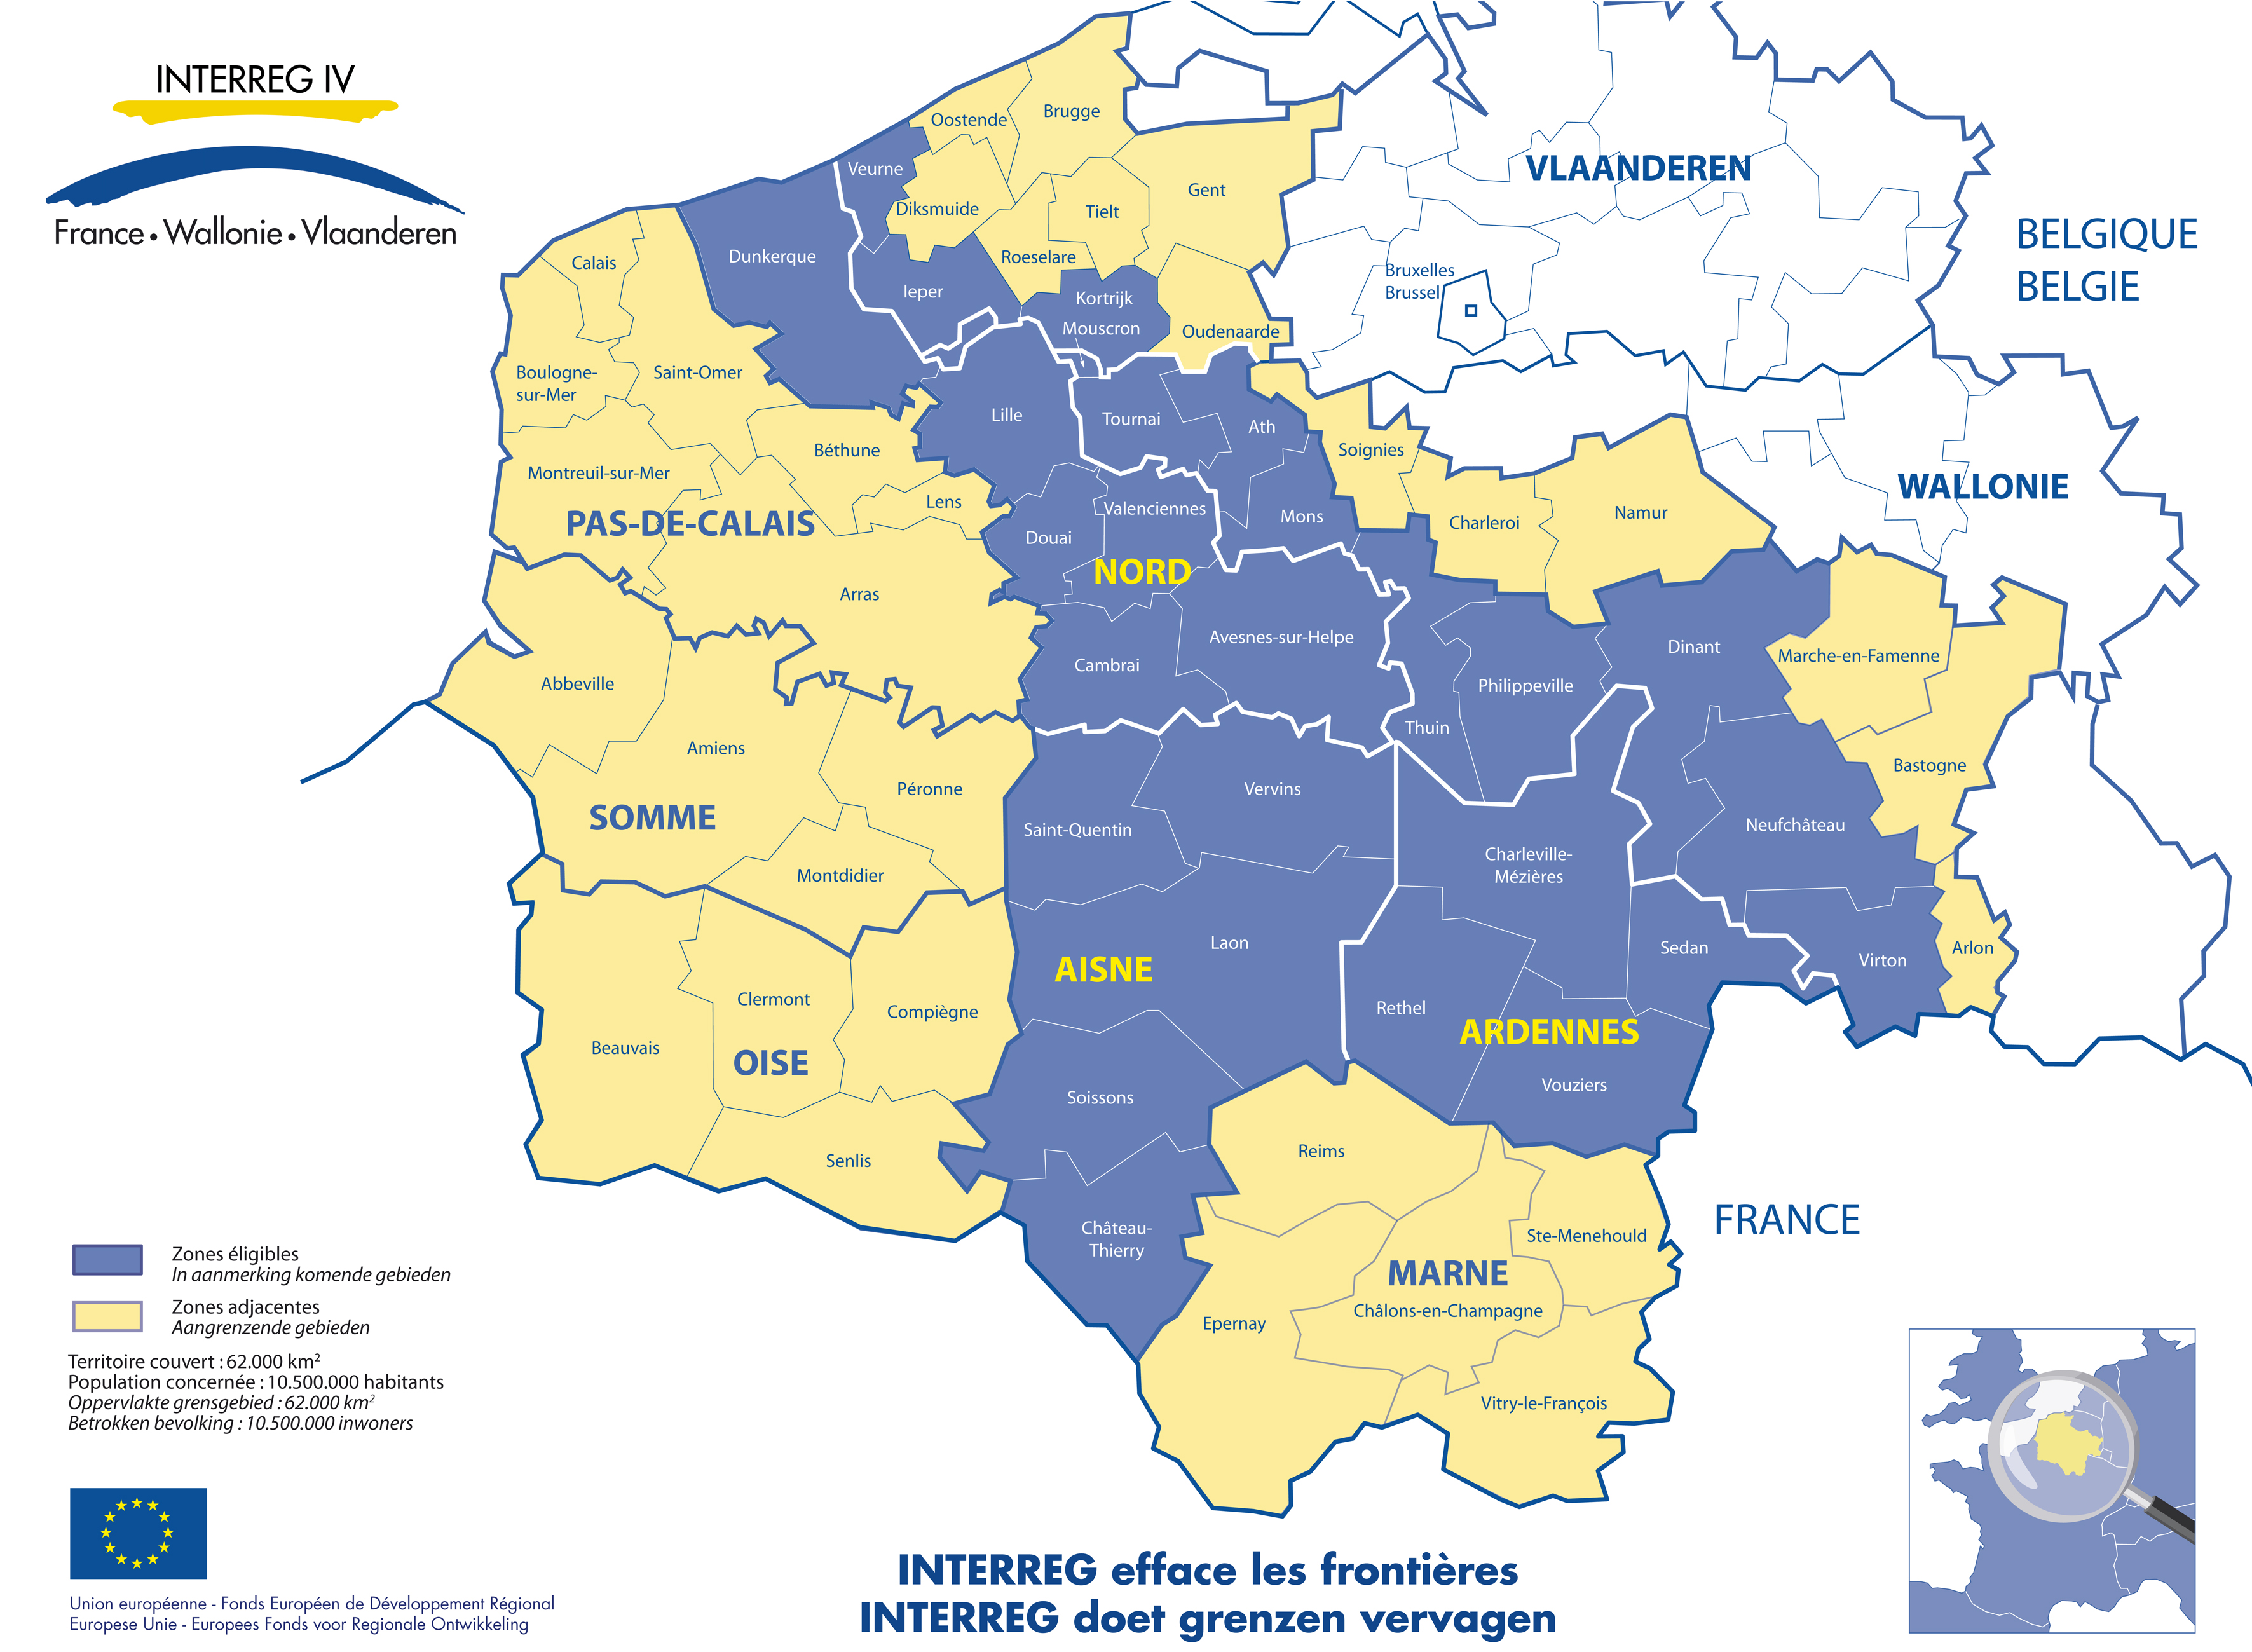 INTERREG IV
France • Wallonie • Vlaanderen
Oostende
Brugge
Veurne
Diksmuide
Tielt
Gent
VLAANDEREN
BELGIQUE
BELGIE
Dunkerque
Ieper
Roeselare
Kortrijk
Mouscron
Oudenaarde
Bruxelles
Brussel
Calais
Boulogne-
sur-Mer
Saint-Omer
Lille
Tournai
Ath
Soignies
Béthune
Montreuil-sur-Mer
Lens
PAS-DE-CALAIS
Valenciennes
Douai
Mons
Charleroi
Namur
WALLONIE
NORD
Arras
Cambrai
Avesnes-sur-Helpe
Dinant
Marche-en-Famenne
Philippeville
Thuin
Abbeville
Amiens
Péronne
Vervins
Bastogne
SOMME
Saint-Quentin
Neufchâteau
Charleville-
Mézières
Montdidier
Laon
Sedan
Virton
Arlon
AISNE
Clermont
Compiègne
Rethel
ARDENNES
Beauvais
OISE
Soissons
Vouziers
Senlis
Reims
FRANCE
Château-
Thierry
Ste-Menehould
MARNE
Châlons-en-Champagne
Epernay
Vitry-le-François
Zones éligibles
In aanmerking komende gebieden
Zones adjacentes
Aangrenzende gebieden
Territoire couvert : 62.000 km²
Population concernée : 10.500.000 habitants
Oppervlakte grensgebied : 62.000 km²
Betrokken bevolking : 10.500.000 inwoners
INTERREG efface les frontières
INTERREG doet grenzen vervagen
Union européenne - Fonds Européen de Développement Régional
Europese Unie - Europees Fonds voor Regionale Ontwikkeling